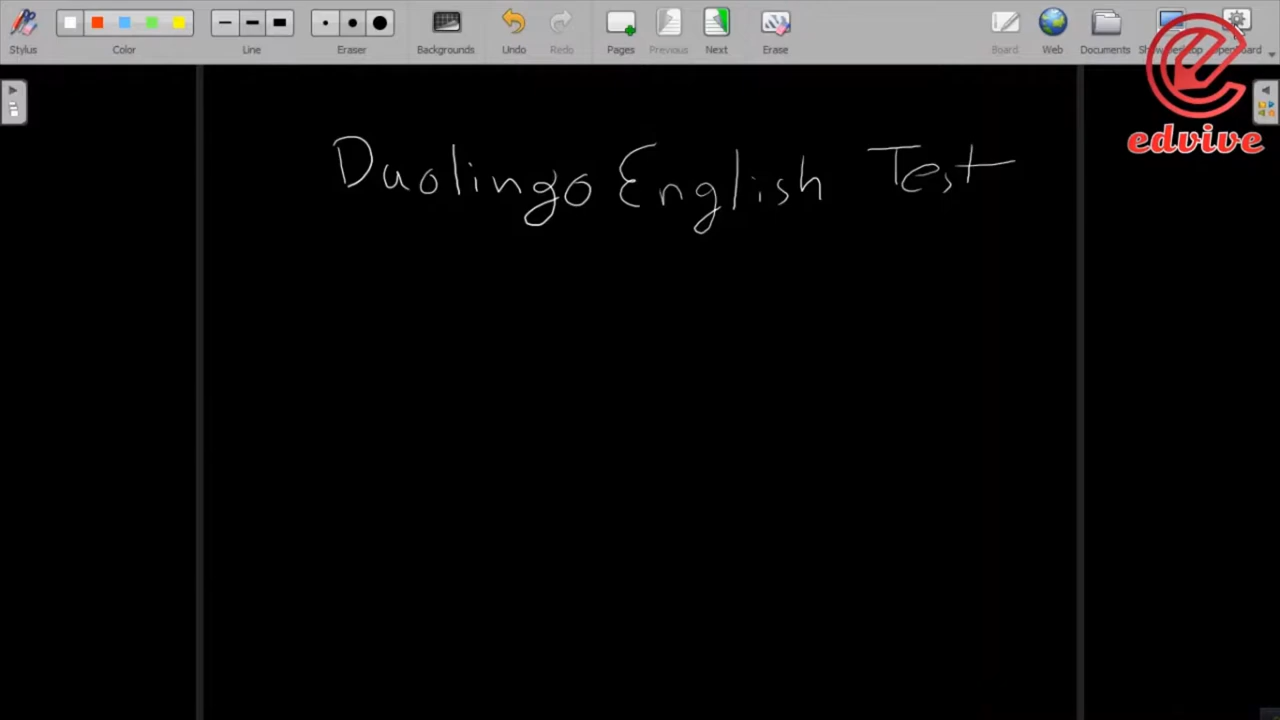 Stylus Color Line Eraser Backgrounds Undo Redo Pages Previous Next Erase Board Web Documents
edvive
Duolingo English Test